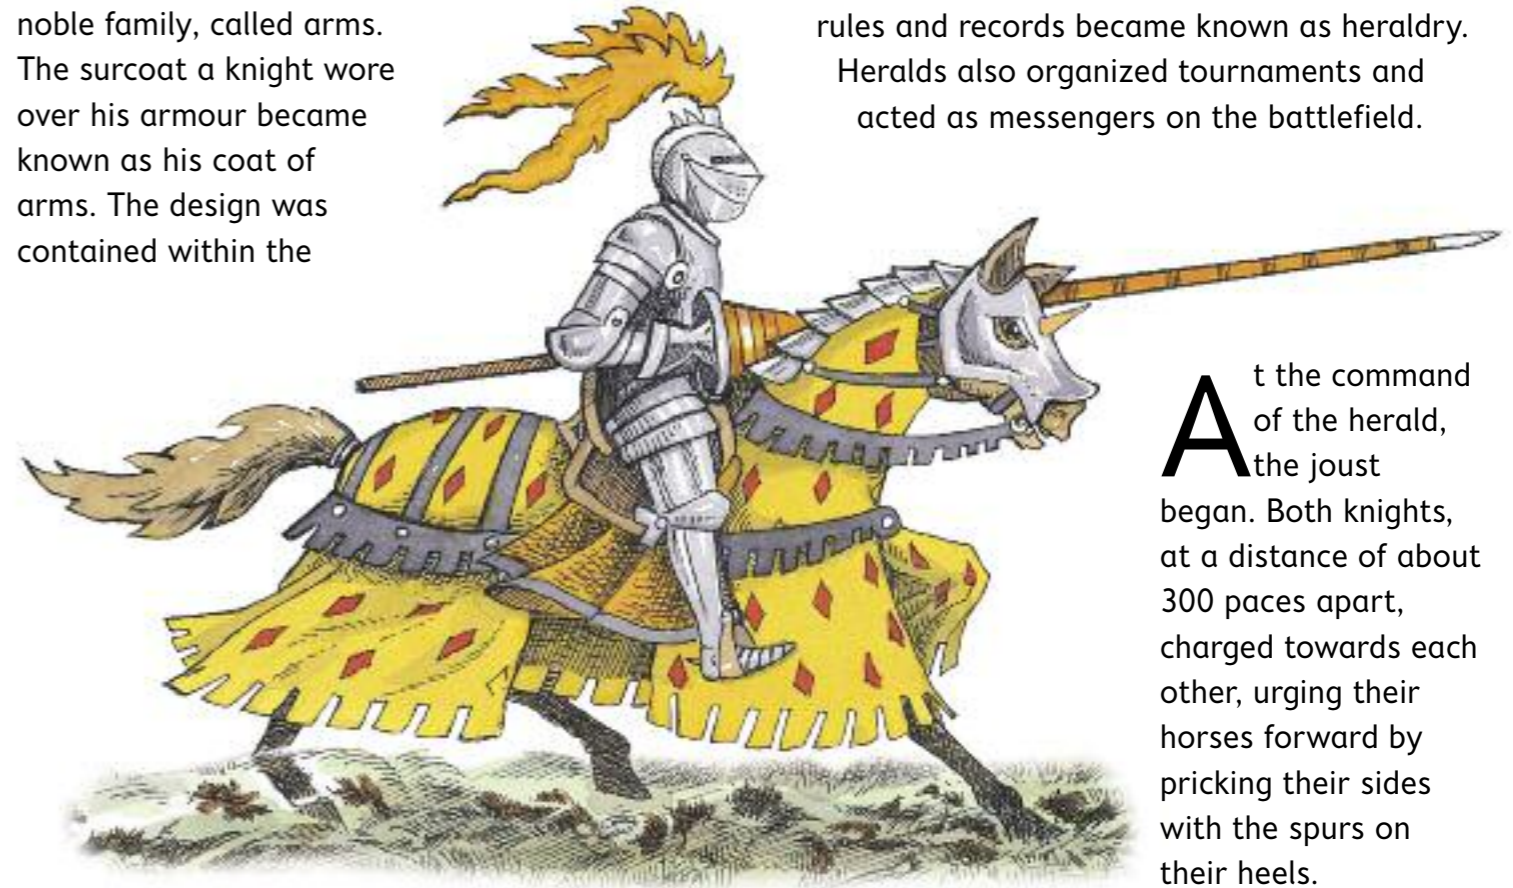 noble family, called arms.
The surcoat a knight wore
over his armour became
known as his coat of
arms. The design was
contained within the
rules and records became known as heraldry.
Heralds also organized tournaments and
acted as messengers on the battlefield.
At the command
of the herald,
the joust
began. Both knights,
at a distance of about
300 paces apart,
charged towards each
other, urging their
horses forward by
pricking their sides
with the spurs on
their heels.